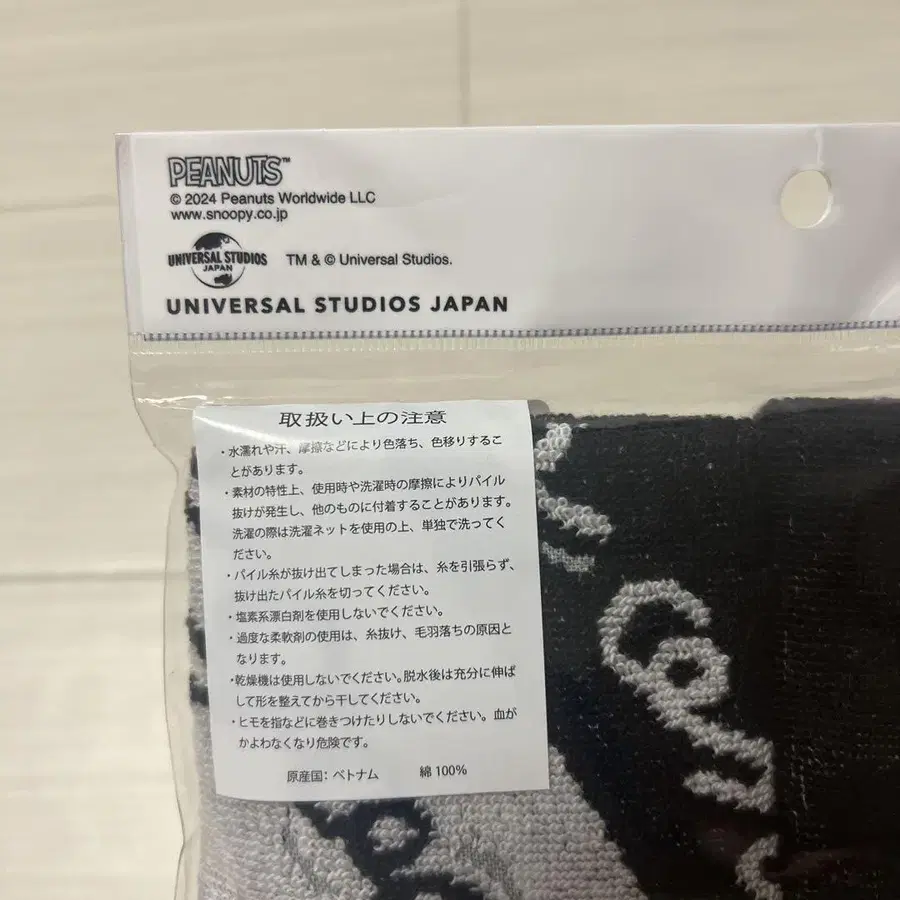 PEANUTS™
© 2024 Peanuts Worldwide LLC
www.snoopy.co.jp
UNIVERSAL STUDIOS
JAPAN
TM & © Universal Studios.
UNIVERSAL STUDIOS JAPAN
取扱い上の注意
・水濡れや汗、摩擦などにより色落ち、色移りするこ
とがあります。
・素材の特性上、使用時や洗濯時の摩擦によりパイル
抜けが発生し、他のものに付着することがあります。
洗濯の際は洗濯ネットを使用の上、単独で洗ってく
ださい。
・パイル糸が抜け出てしまった場合は、糸を引張らず、
抜け出たパイル糸を切ってください。
・塩素系漂白剤を使用しないでください。
・過度な柔軟剤の使用は、糸抜け、毛羽落ちの原因と
なります。
・乾燥機は使用しないでください。脱水後は充分に伸ば
して形を整えてから干してください。
・ヒモを指などに巻きつけたりしないでください。血が
かよわなくなり危険です。
原産国：ベトナム 綿 100%